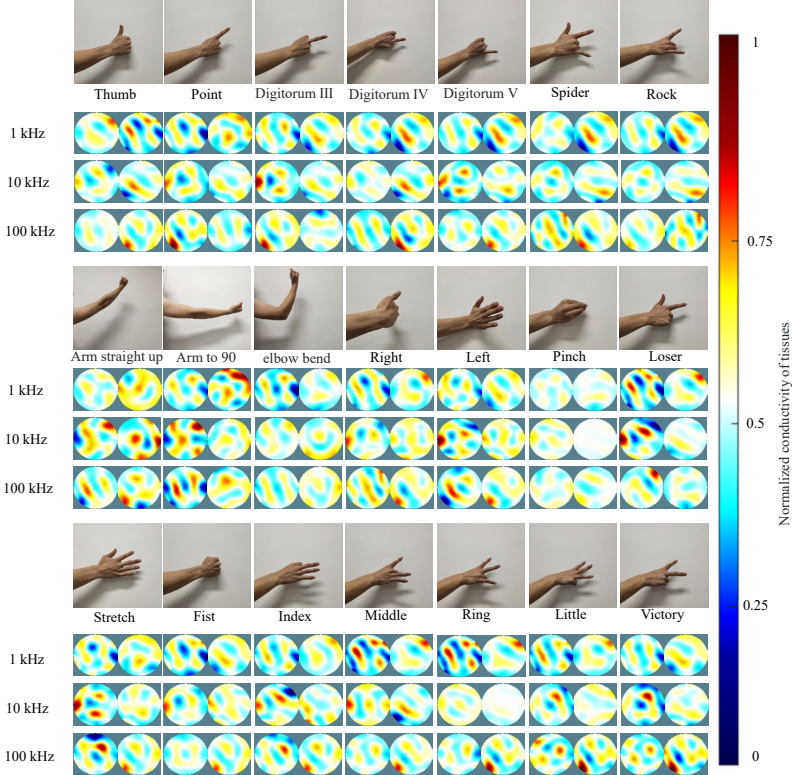 Thumb Point Digitorum III Digitorum IV Digitorum V Spider Rock
1 kHz
10 kHz
100 kHz
Arm straight up Arm to 90 elbow bend Right Left Pinch Loser
1 kHz
10 kHz
100 kHz
Stretch Fist Index Middle Ring Little Victory
1 kHz
10 kHz
100 kHz
1
0.75
0.5
0.25
0
Normalized conductivity of tissues